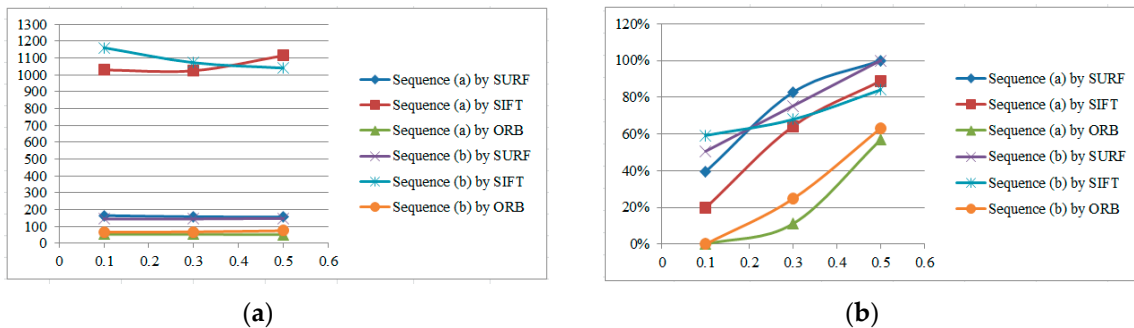 1300
1200
1100
1000
900
800
700
600
500
400
300
200
100
0
0 0.1 0.2 0.3 0.4 0.5 0.6
Sequence (a) by SURF
Sequence (a) by SIFT
Sequence (a) by ORB
Sequence (b) by SURF
Sequence (b) by SIFT
Sequence (b) by ORB
(a)
120%
100%
80%
60%
40%
20%
0%
0 0.1 0.2 0.3 0.4 0.5 0.6
Sequence (a) by SURF
Sequence (a) by SIFT
Sequence (a) by ORB
Sequence (b) by SURF
Sequence (b) by SIFT
Sequence (b) by ORB
(b)